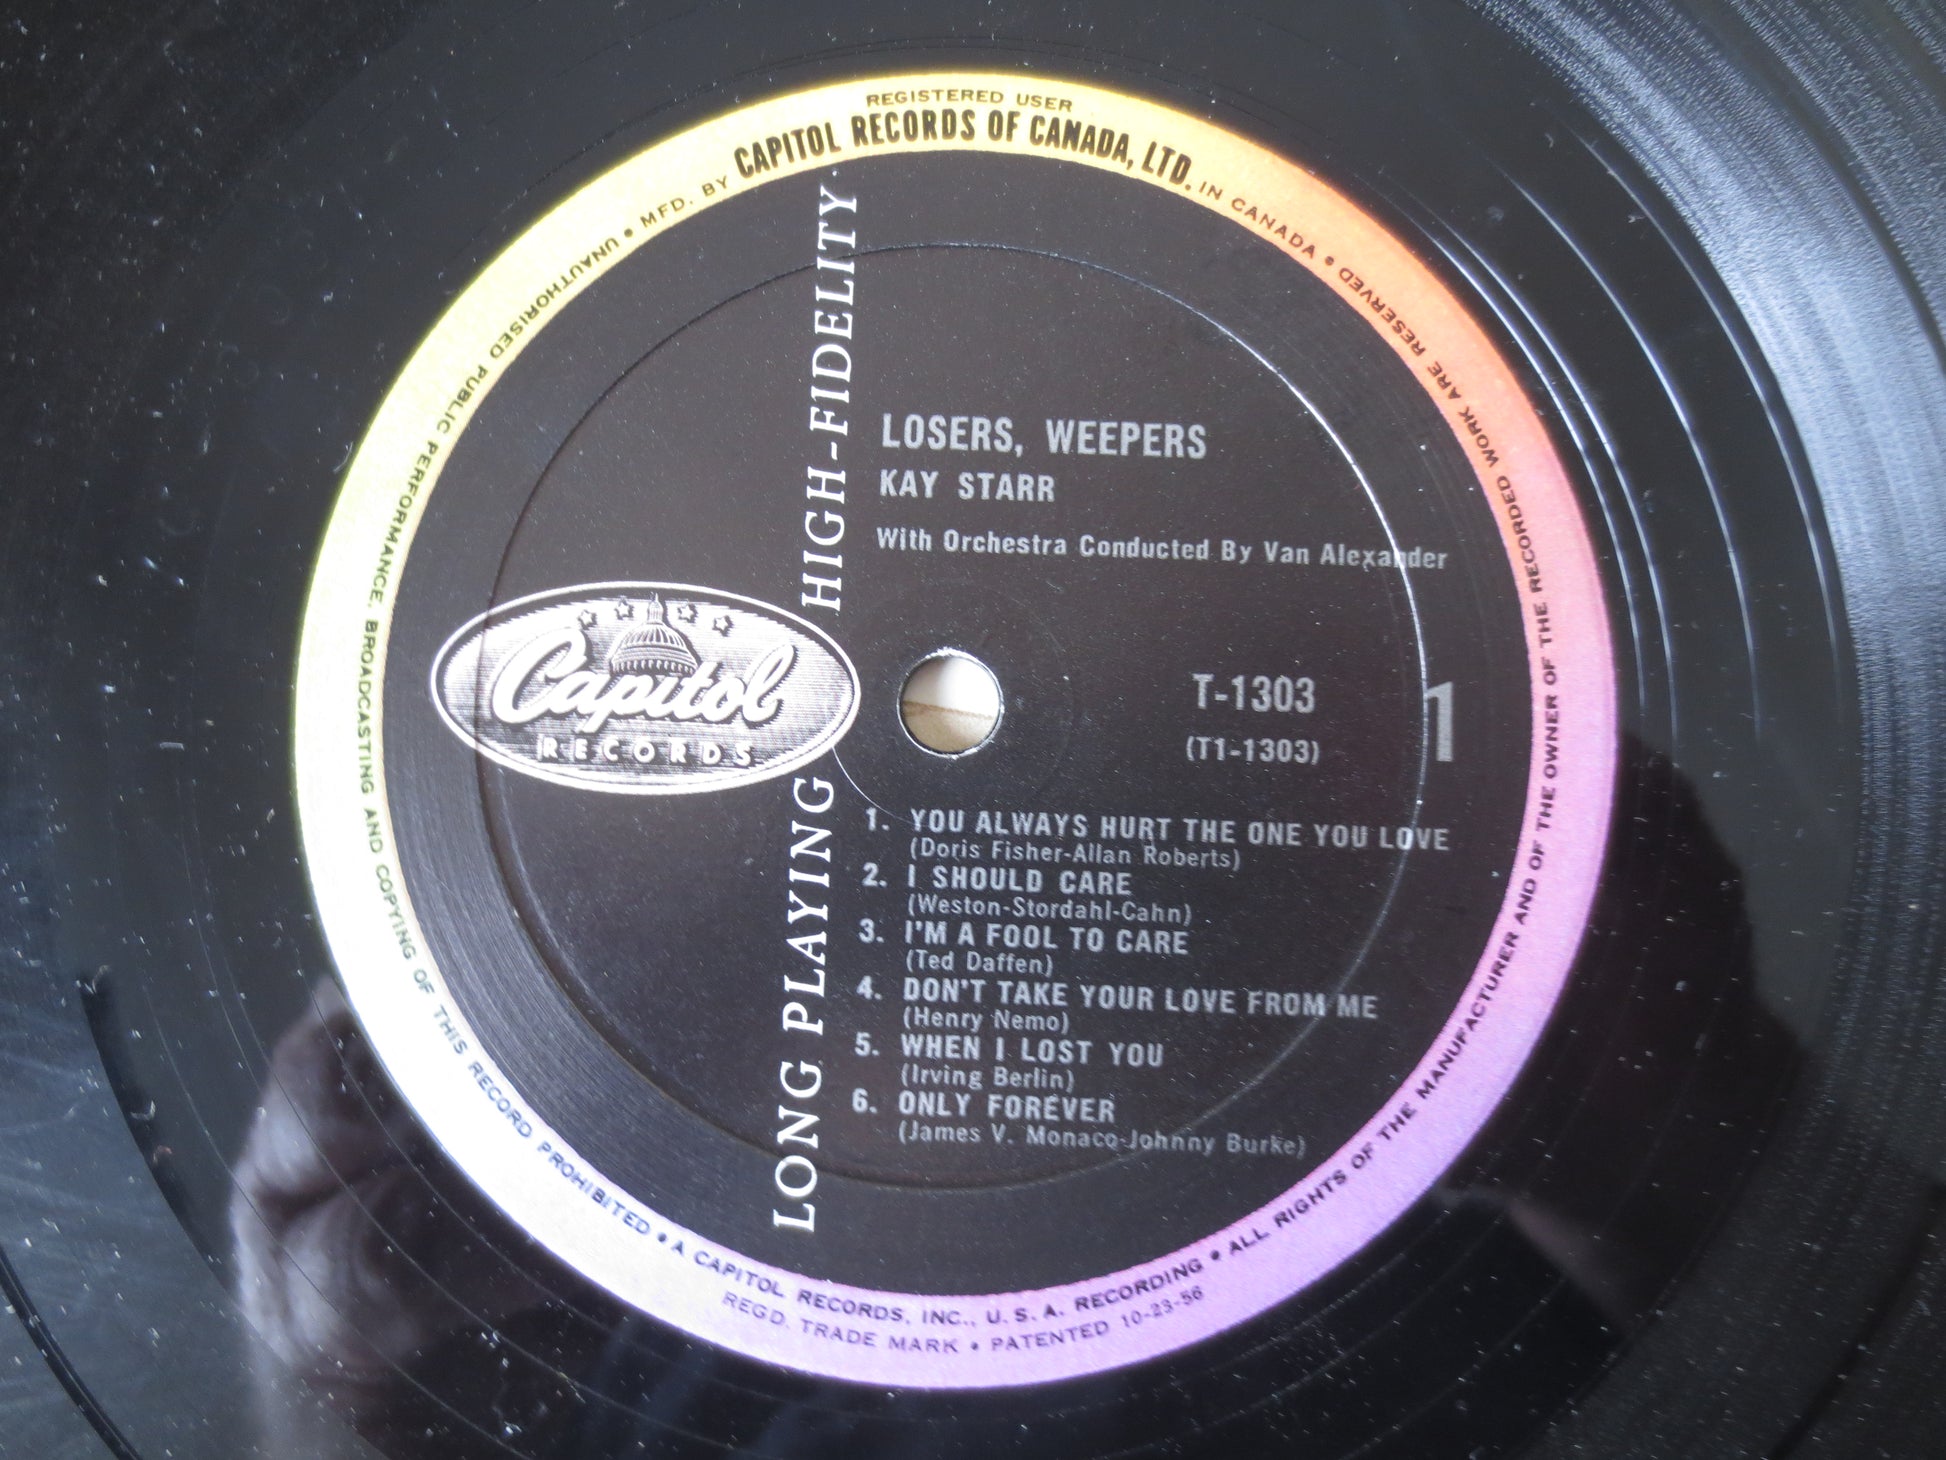 REGISTERED USER
• MFD. BY CAPITOL RECORDS OF CANADA, LTD. IN CANADA •
LOSERS, WEEPERS
KAY STARR
With Orchestra Conducted By Van Alexander
Capitol
RECORDS
LONG PLAYING HIGH-FIDELITY
T-1303
(T1-1303)
1
1. YOU ALWAYS HURT THE ONE YOU LOVE
(Doris Fisher-Allan Roberts)
2. I SHOULD CARE
(Weston-Stordahl-Cahn)
3. I'M A FOOL TO CARE
(Ted Daffen)
4. DON'T TAKE YOUR LOVE FROM ME
(Henry Nemo)
5. WHEN I LOST YOU
(Irving Berlin)
6. ONLY FOREVER
(James V. Monaco-Johnny Burke)
• ALL RIGHTS OF THE MANUFACTURER AND OF THE OWNER OF THE RECORDED WORK ARE RESERVED •
UNAUTHORISED PUBLIC PERFORMANCE, BROADCASTING AND COPYING OF THIS RECORD PROHIBITED •
A CAPITOL RECORDS, INC., U.S.A. RECORDING
REGD. TRADE MARK • PATENTED 10-23-56